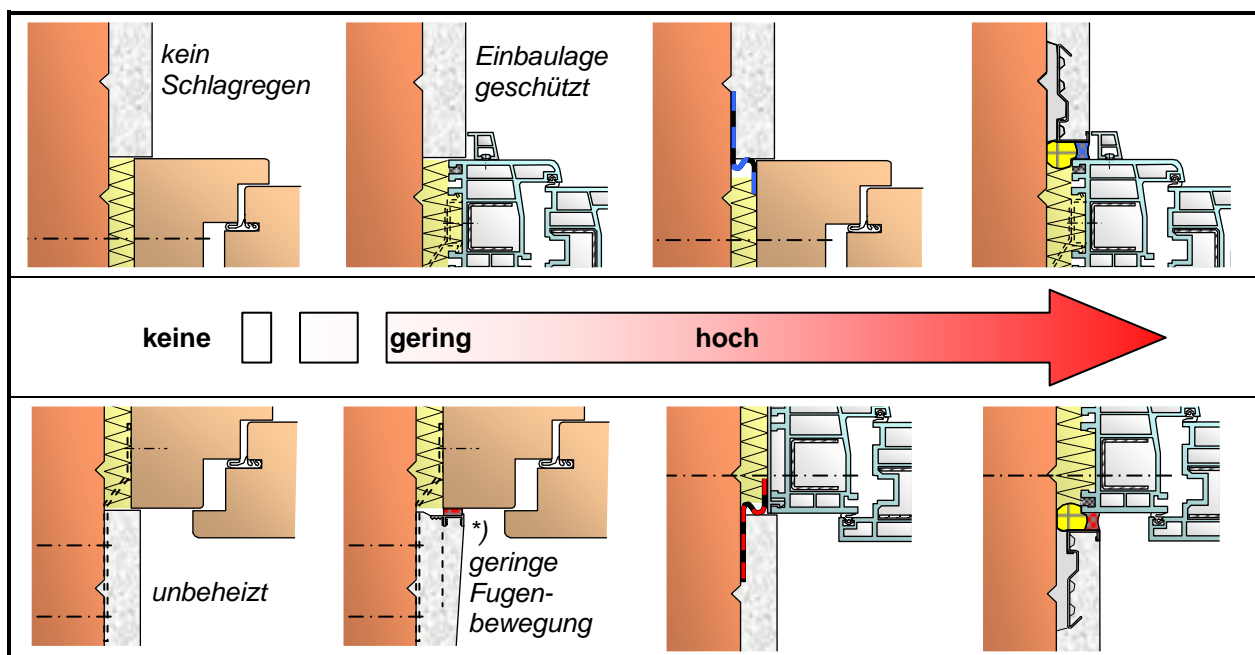 kein
Schlagregen
Einbaulage
geschützt
keine
gering
hoch
unbeheizt
*)
geringe
Fugen-
bewegung